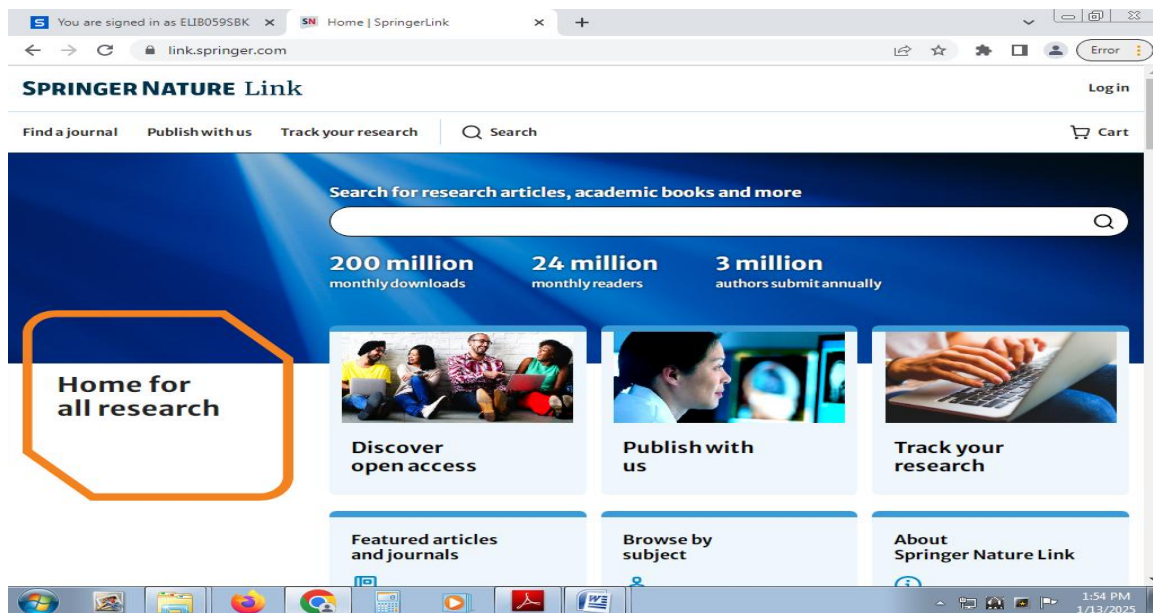 You are signed in as ELIB059SBK
SN Home | SpringerLink
link.springer.com
Error
SPRINGER NATURE Link
Log in
Find a journal Publish with us Track your research Search
Cart
Search for research articles, academic books and more
200 million 24 million 3 million
monthly downloads monthly readers authors submit annually
Home for
all research
Discover
open access
Publish with
us
Track your
research
Featured articles
and journals
Browse by
subject
About
Springer Nature Link
1:54 PM
1/13/2025